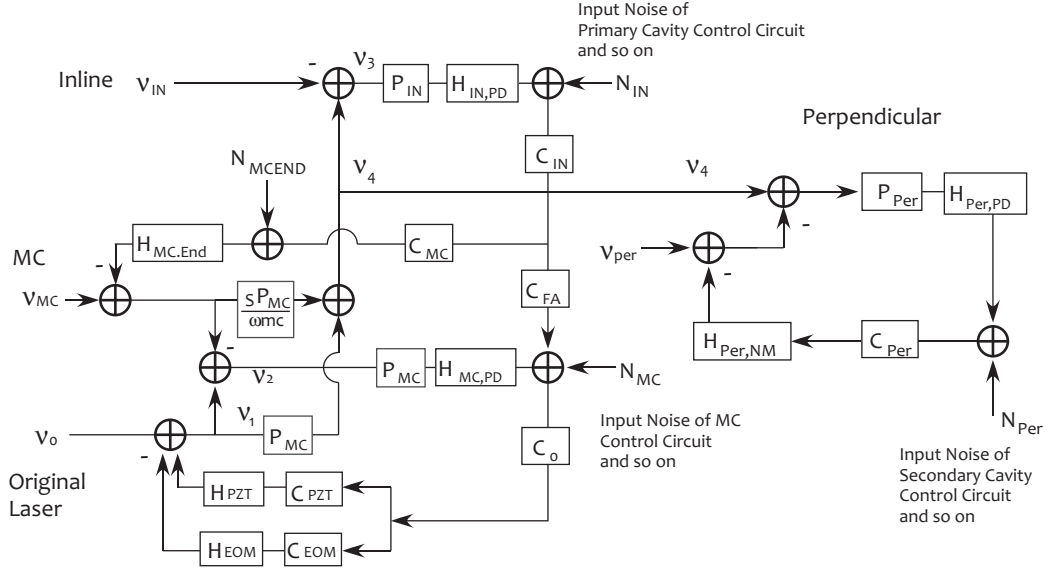 Input Noise of
Primary Cavity Control Circuit
and so on
Inline
ν_IN
-
ν_3
P_IN
H_IN,PD
N_IN
C_IN
Perpendicular
N_MCEND
ν_4
ν_4
P_Per
H_Per,PD
-
H_MC.End
C_MC
ν_per
-
MC
-
ν_MC
S P_MC
ωmc
C_FA
H_Per,NM
C_Per
-
ν_2
P_MC
H_MC,PD
N_MC
N_Per
ν_0
ν_1
P_MC
C_0
Input Noise of MC
Control Circuit
and so on
-
Original
Laser
H_PZT
C_PZT
H_EOM
C_EOM
Input Noise of
Secondary Cavity
Control Circuit
and so on